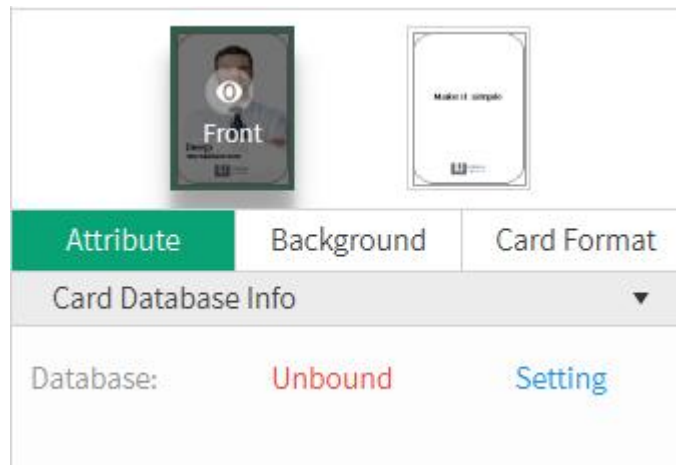 Front
Make it simple
Attribute
Background
Card Format
Card Database Info
Database:
Unbound
Setting